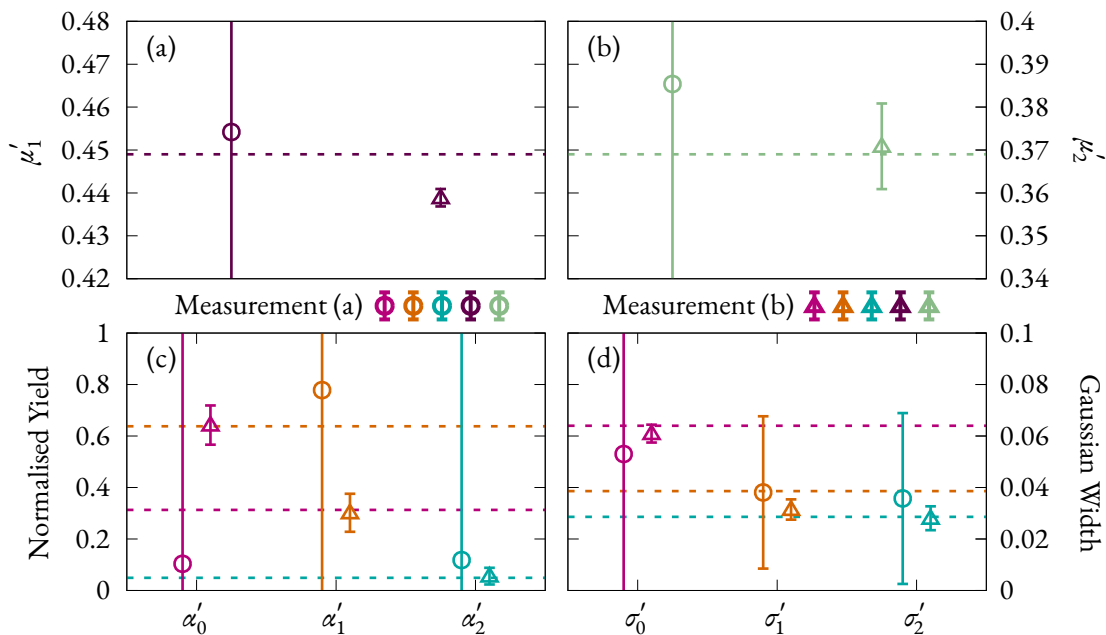 (a)
0.48
0.47
0.46
0.45
0.44
0.43
0.42
μ′₁
(b)
0.4
0.39
0.38
0.37
0.36
0.35
0.34
μ′₂
Measurement (a)
Measurement (b)
(c)
1
0.8
0.6
0.4
0.2
0
Normalised Yield
α′₀ α′₁ α′₂
(d)
0.1
0.08
0.06
0.04
0.02
0
Gaussian Width
σ′₀ σ′₁ σ′₂